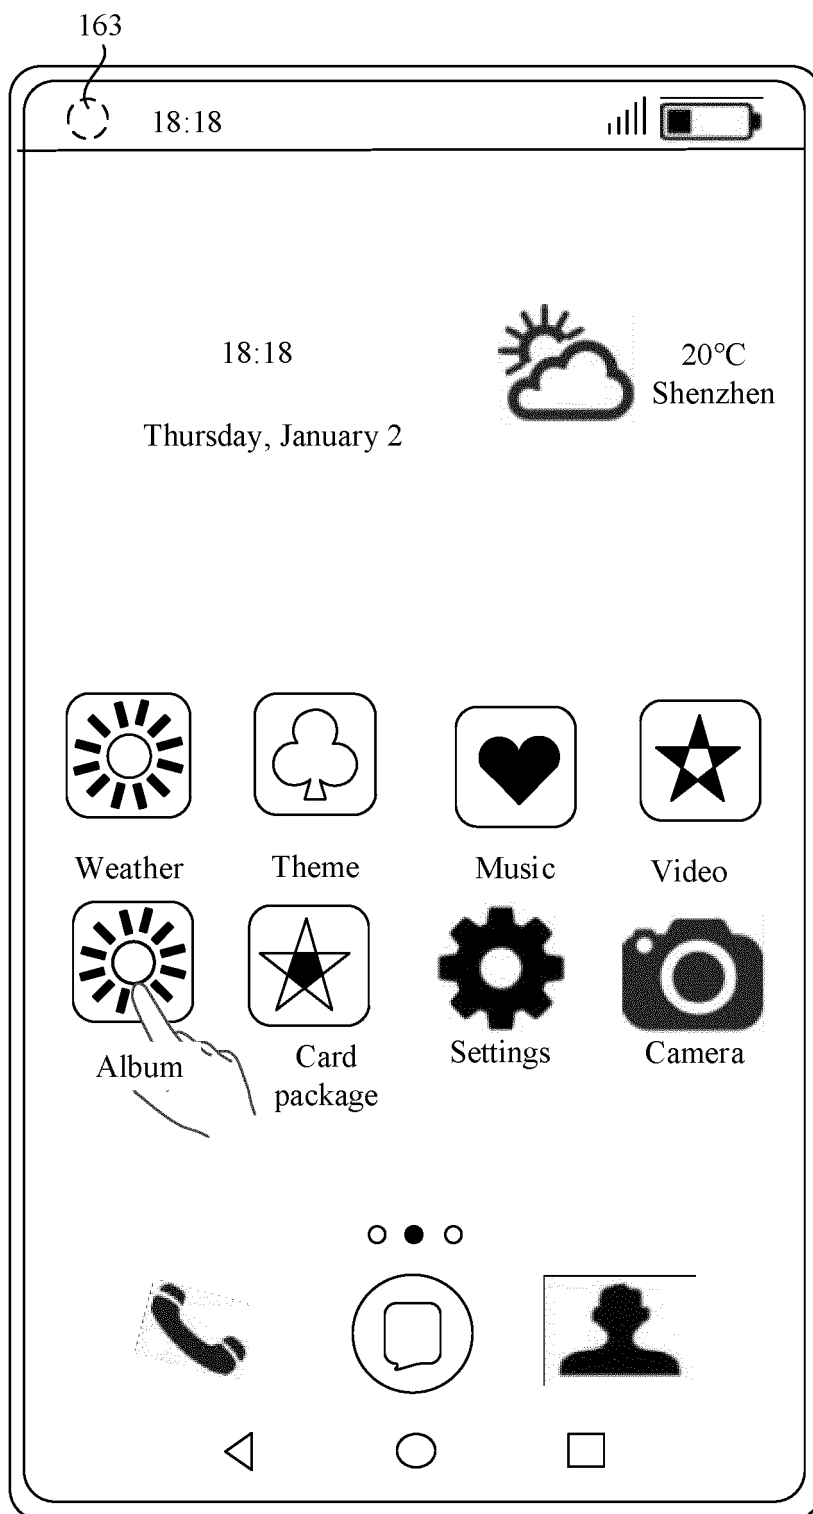 163
18:18
18:18
20°C
Shenzhen
Thursday, January 2
Weather
Theme
Music
Video
Album
Card
package
Settings
Camera